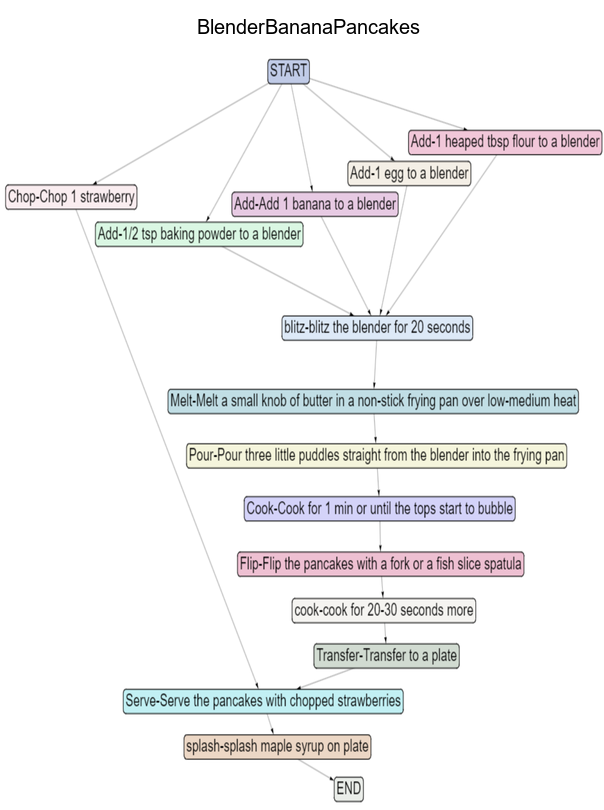 BlenderBananaPancakes
START
Add-1 heaped tbsp flour to a blender
Add-1 egg to a blender
Chop-Chop 1 strawberry
Add-Add 1 banana to a blender
Add-1/2 tsp baking powder to a blender
blitz-blitz the blender for 20 seconds
Melt-Melt a small knob of butter in a non-stick frying pan over low-medium heat
Pour-Pour three little puddles straight from the blender into the frying pan
Cook-Cook for 1 min or until the tops start to bubble
Flip-Flip the pancakes with a fork or a fish slice spatula
cook-cook for 20-30 seconds more
Transfer-Transfer to a plate
Serve-Serve the pancakes with chopped strawberries
splash-splash maple syrup on plate
END